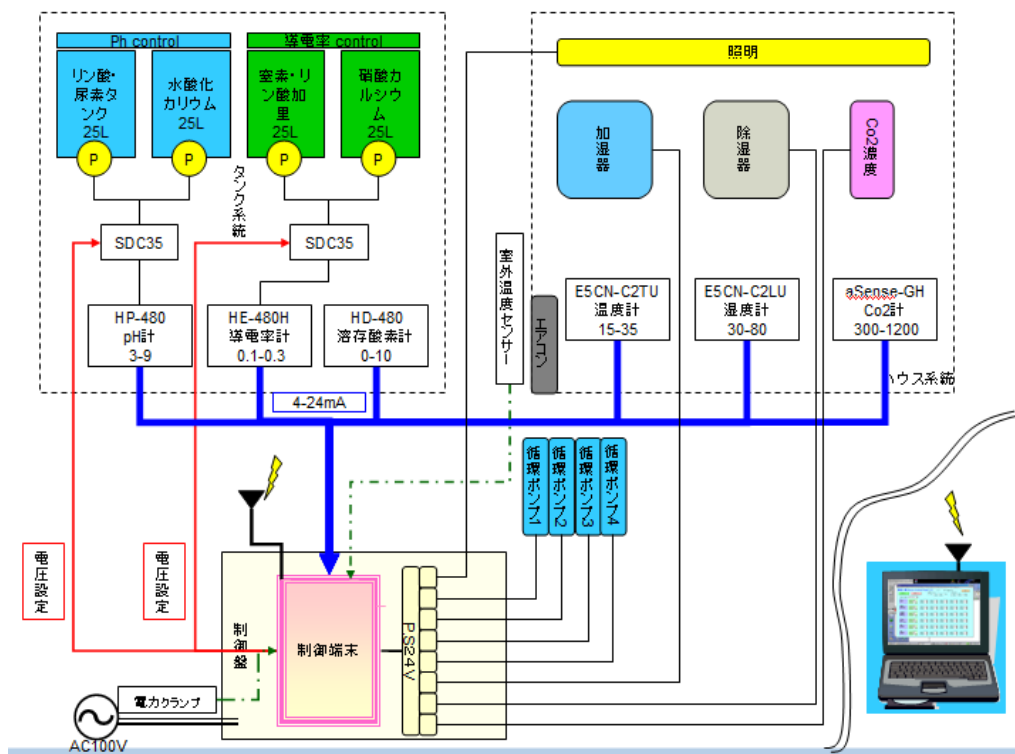 Ph control
導電率 control
リン酸・
尿素タ
ンク
25L
水酸化
カリウム
25L
窒素・リ
ン酸加
里
25L
硝酸カ
ルシウ
ム
25L
P
P
P
P
タンク系統
SDC35
SDC35
HP-480
pH計
3-9
HE-480H
導電率計
0.1-0.3
HD-480
溶存酸素計
0-10
4-24mA
照明
加湿器
除湿器
Co2濃度
室外温度センサー
エアコン
E5CN-C2TU
温度計
15-35
E5CN-C2LU
湿度計
30-80
aSense-GH
Co2計
300-1200
ハウス系統
循環ポンプ1
循環ポンプ2
循環ポンプ3
循環ポンプ4
電圧設定
電圧設定
制御盤
制御端末
P.S24V
電力クランプ
AC100V